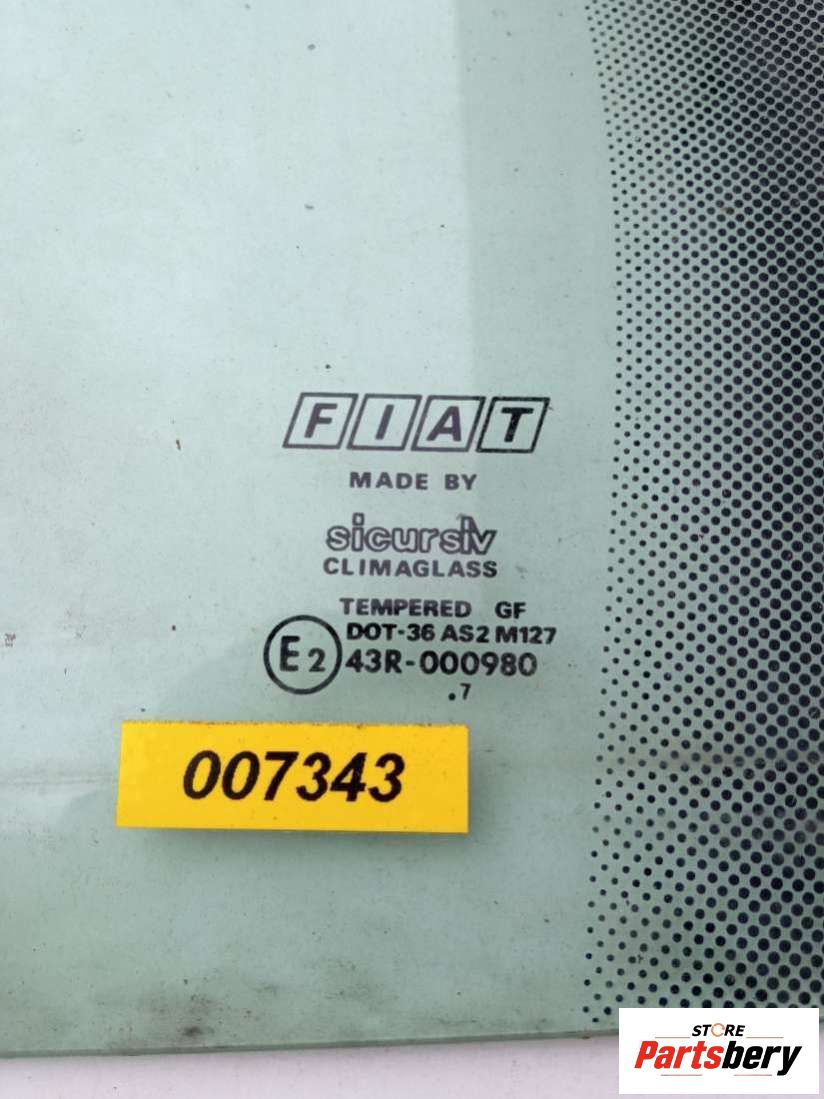 FIAT
MADE BY
sicursiv
CLIMAGLASS
TEMPERED GF
DOT-36 AS2 M127
E2 43R-000980
.7
007343
STORE
Partsbery